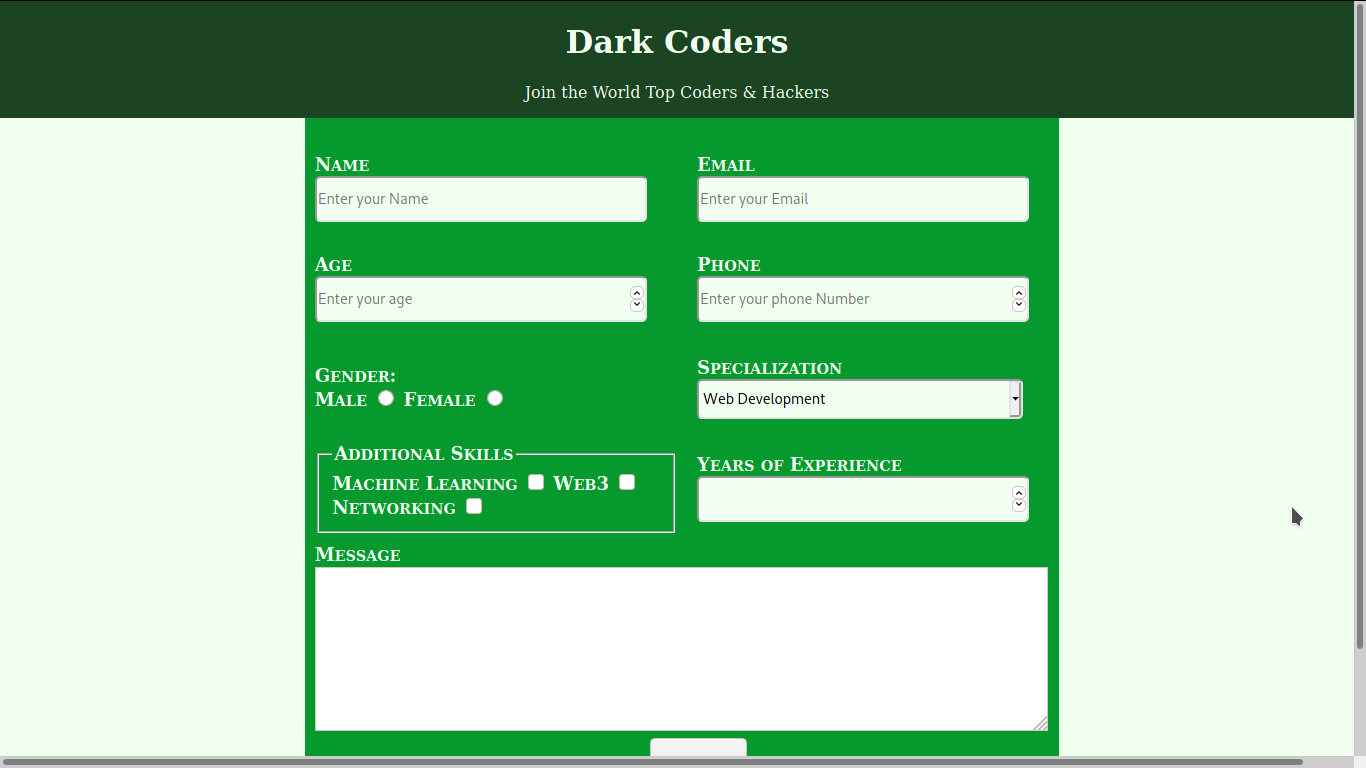 Dark Coders
Join the World Top Coders & Hackers
Name
Email
Enter your Name
Enter your Email
Age
Phone
Enter your age
Enter your phone Number
Gender:
Male Female
Specialization
Web Development
Additional Skills
Machine Learning Web3
Networking
Years of Experience
Message